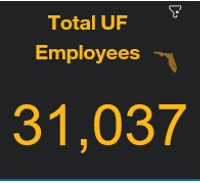 Total UF
Employees
31,037